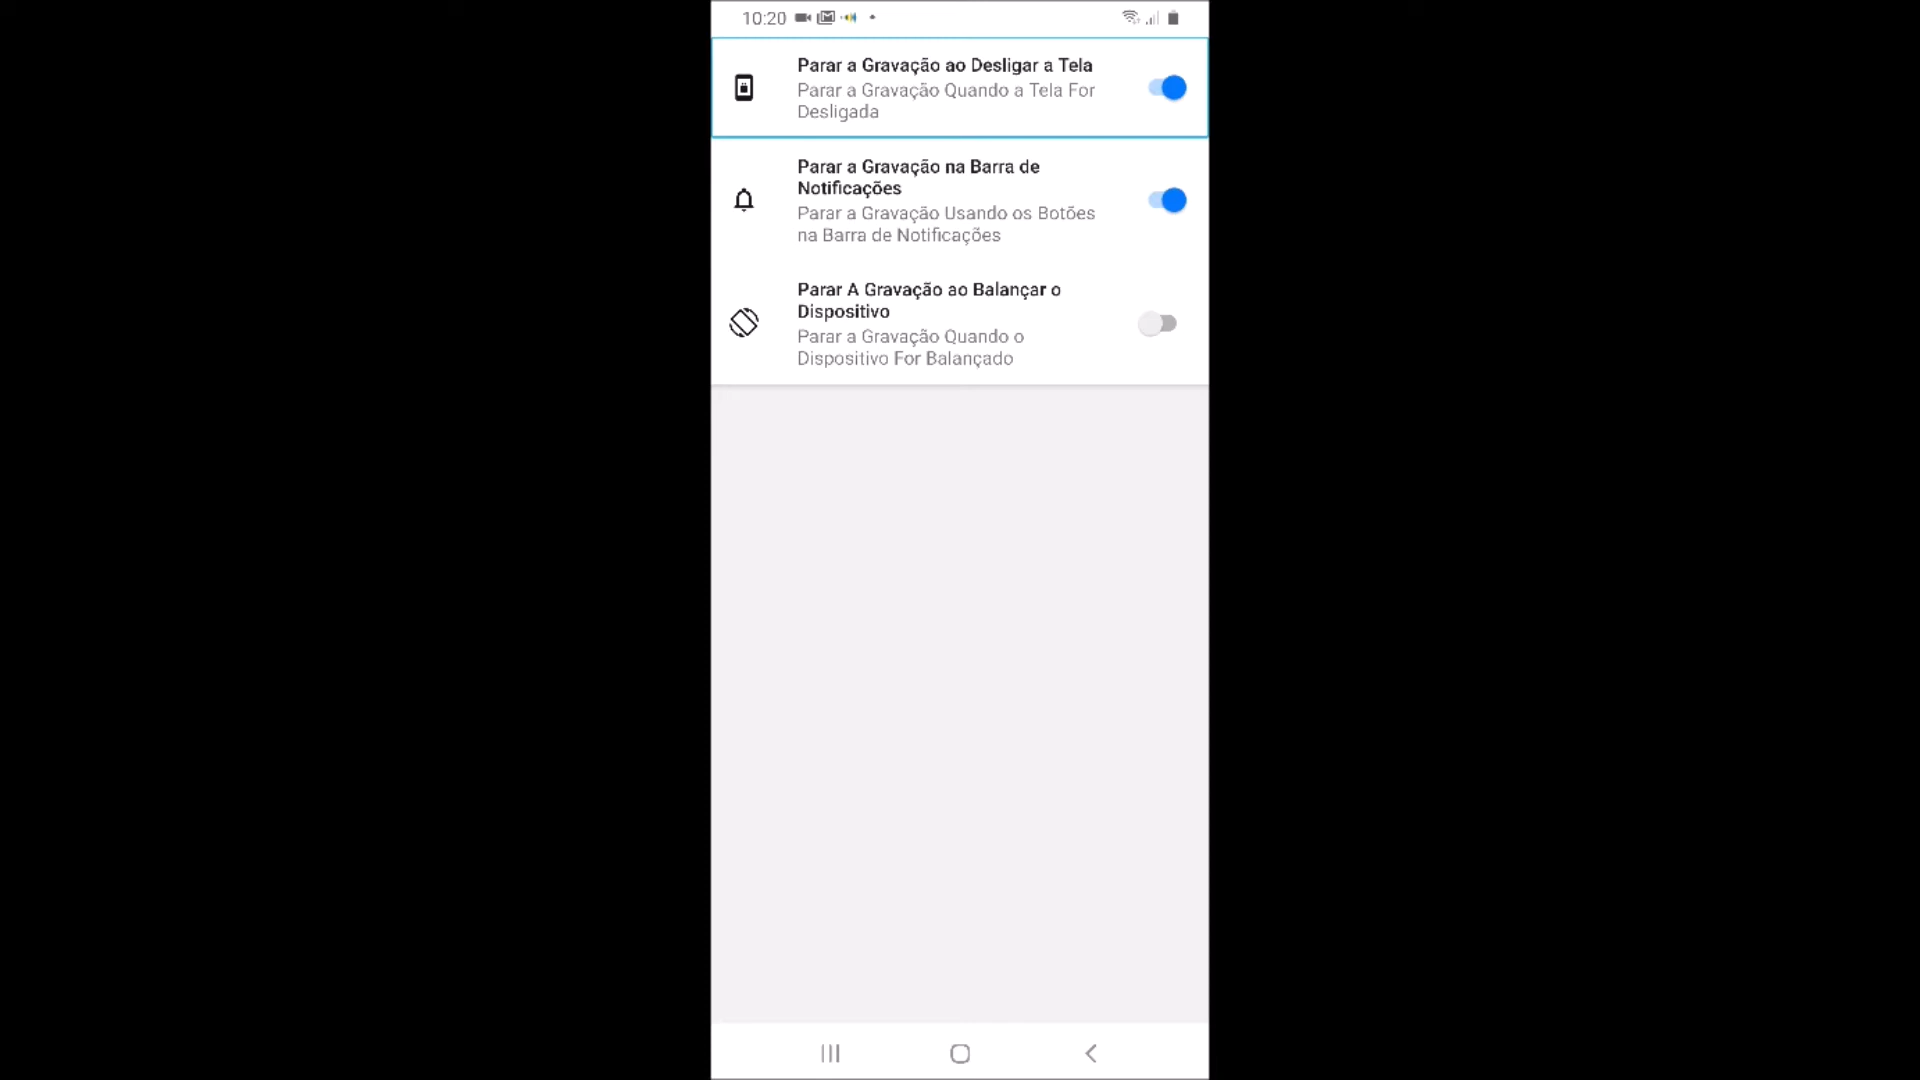 10:20
Parar a Gravação ao Desligar a Tela
Parar a Gravação Quando a Tela For
Desligada
Parar a Gravação na Barra de
Notificações
Parar a Gravação Usando os Botões
na Barra de Notificações
Parar A Gravação ao Balançar o
Dispositivo
Parar a Gravação Quando o
Dispositivo For Balançado